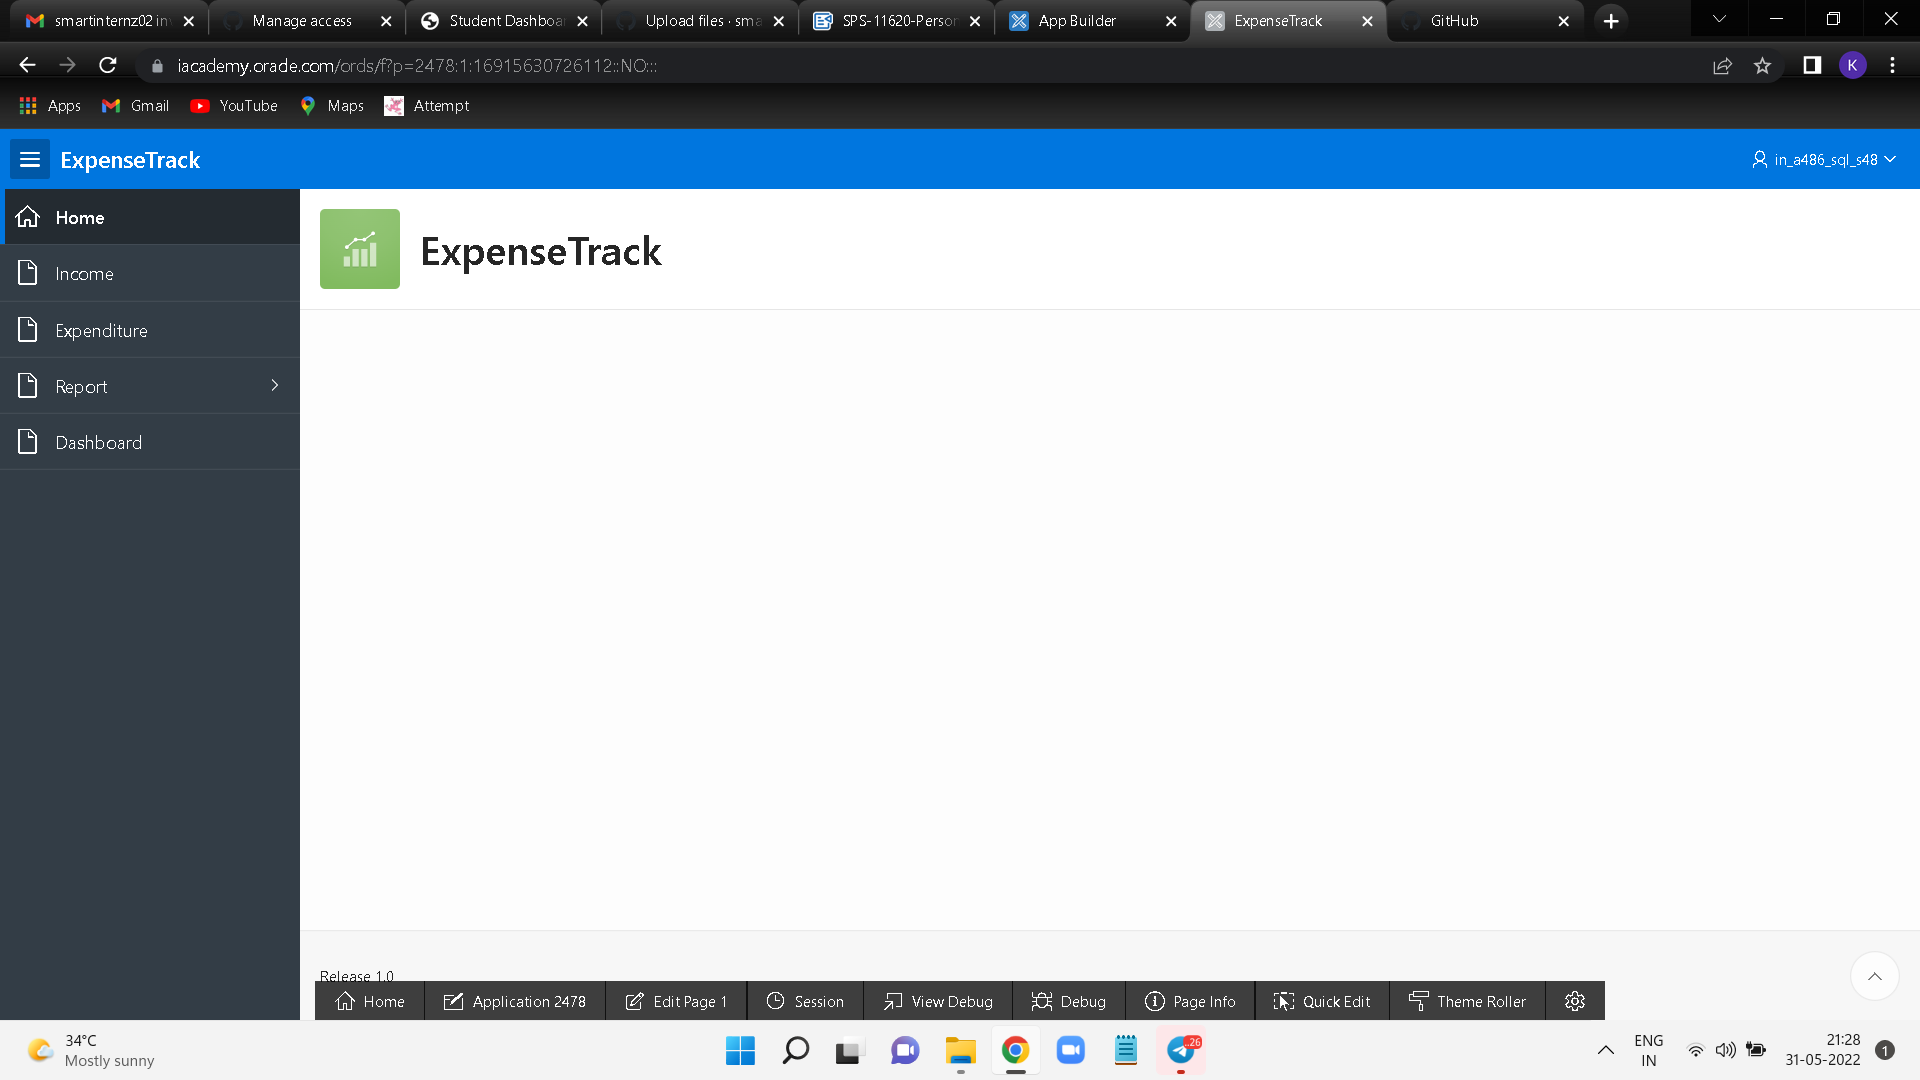 smartinternz02 in
Manage access
Student Dashboar
Upload files · sma
SPS-11620-Person
App Builder
ExpenseTrack
GitHub
iacademy.oracle.com/ords/f?p=2478:1:16915630726112::NO:::
K
Apps
Gmail
YouTube
Maps
Attempt
ExpenseTrack
in_a486_sql_s48
Home
Income
Expenditure
Report
Dashboard
ExpenseTrack
Release 1.0
Home
Application 2478
Edit Page 1
Session
View Debug
Debug
Page Info
Quick Edit
Theme Roller
34°C
Mostly sunny
..26
ENG
IN
21:28
31-05-2022
1